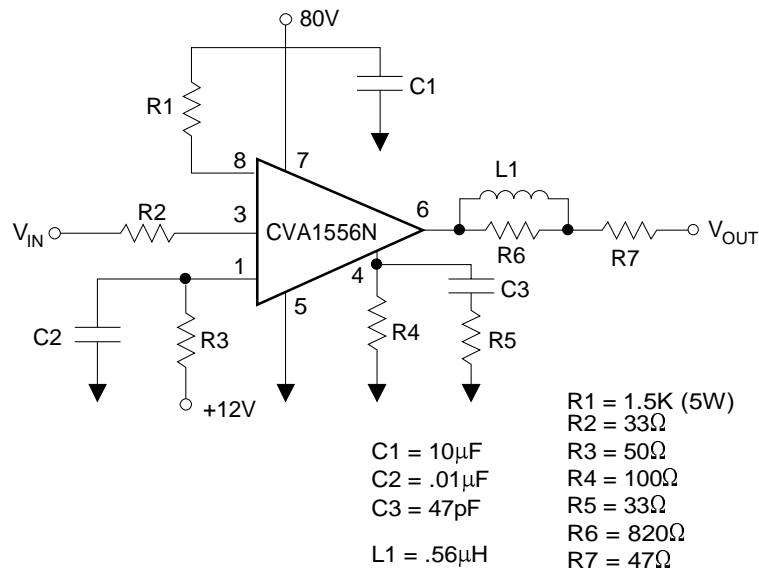 80V
C1
R1
8
7
L1
R2
3
CVA1556N
6
V_IN
R6
R7
V_OUT
1
4
C3
5
C2
R3
R4
R5
+12V
C1 = 10µF
C2 = .01µF
C3 = 47pF
L1 = .56µH
R1 = 1.5K (5W)
R2 = 33Ω
R3 = 50Ω
R4 = 100Ω
R5 = 33Ω
R6 = 820Ω
R7 = 47Ω